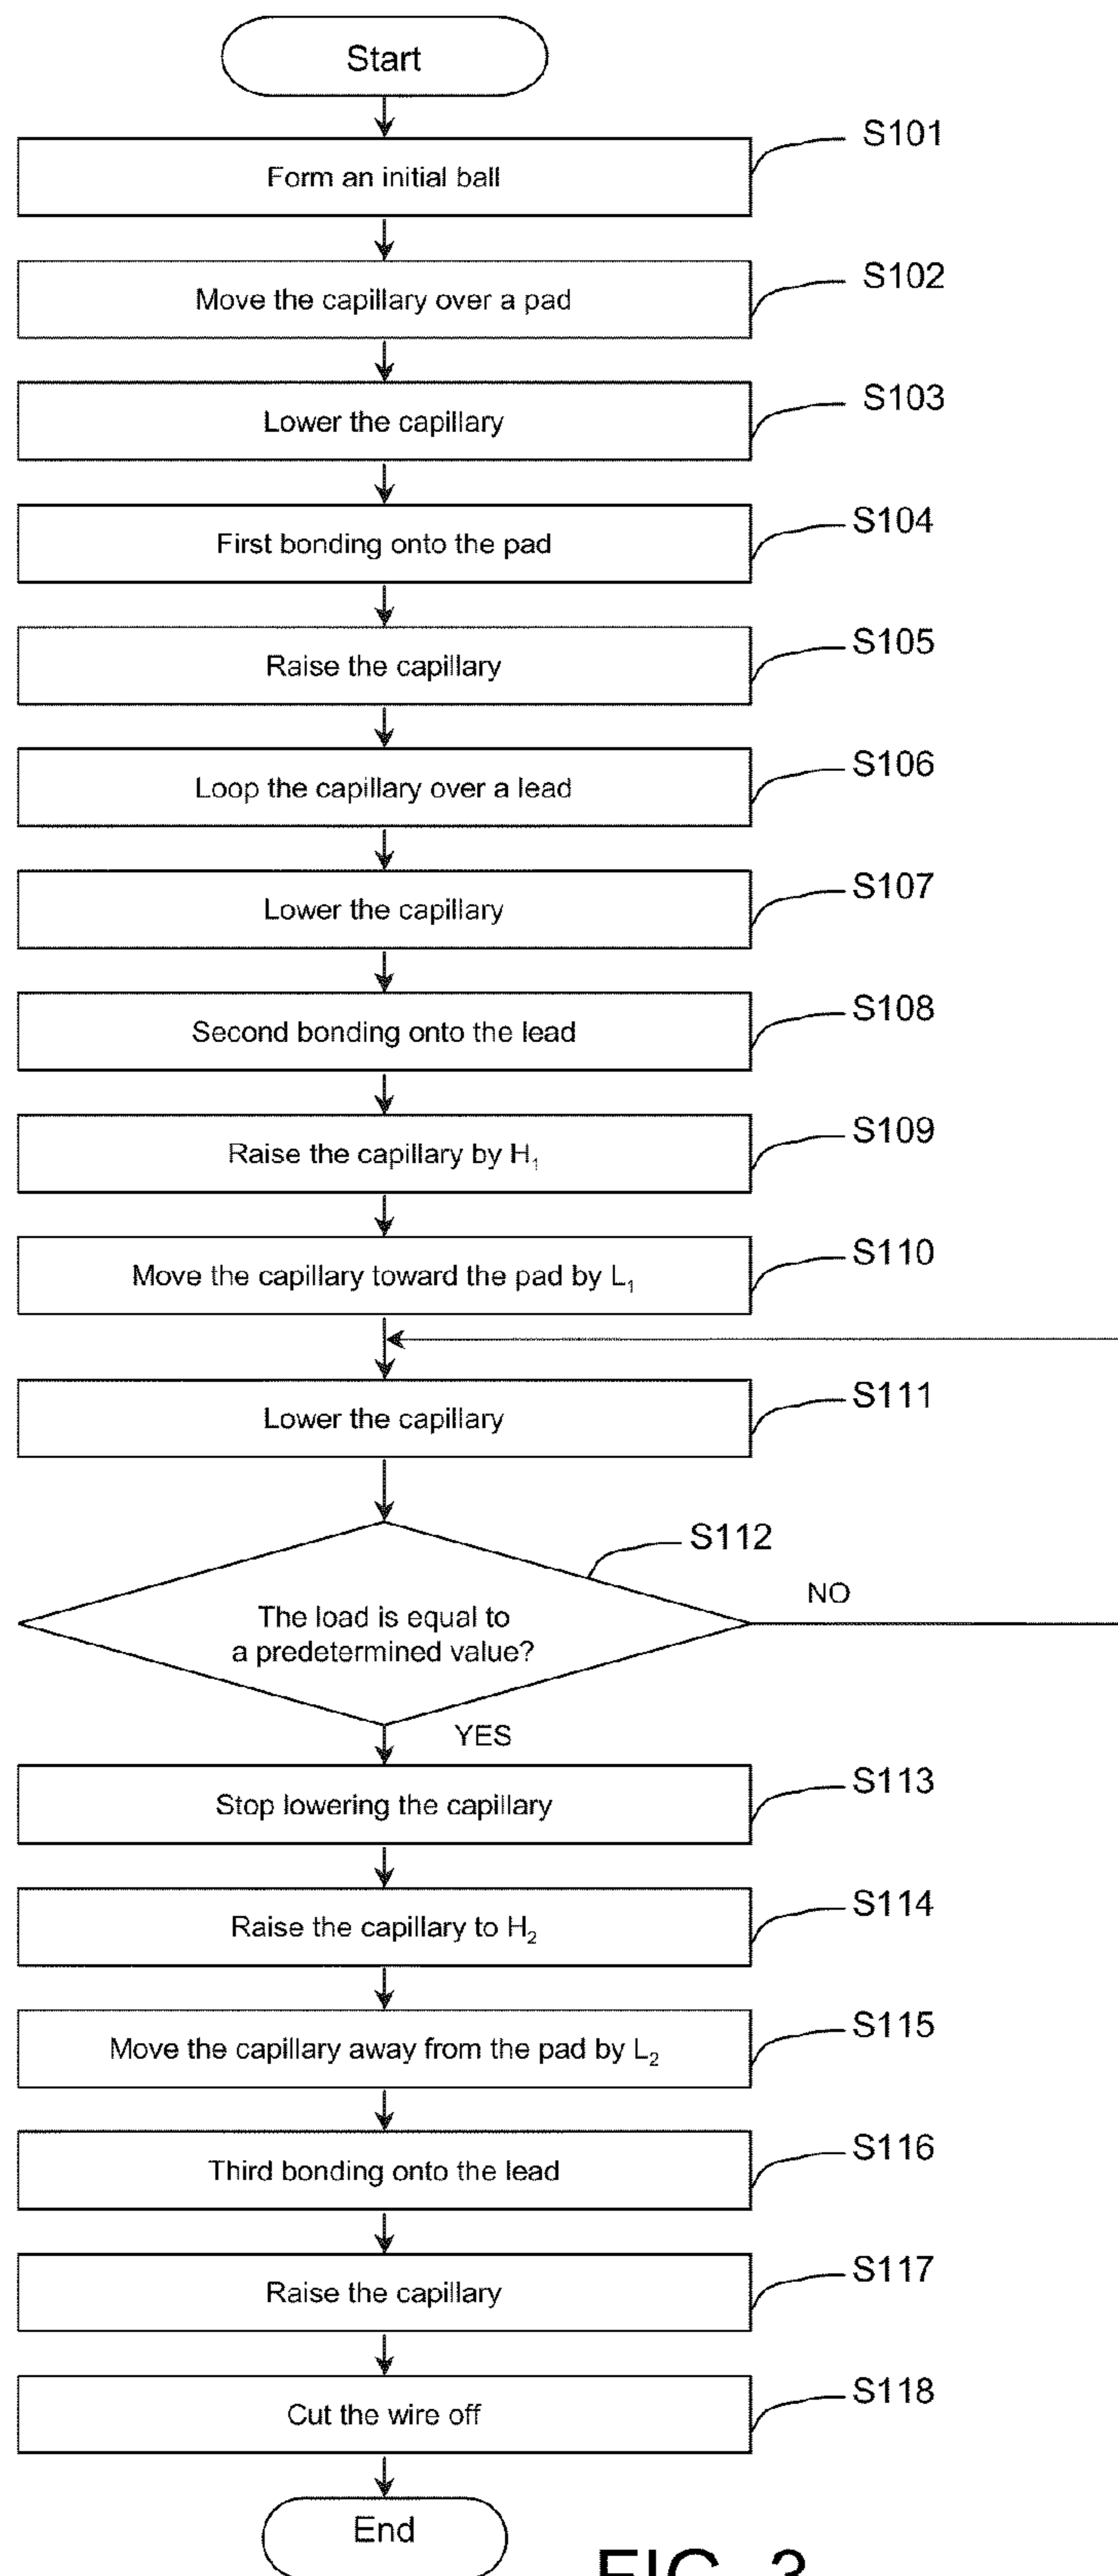 Start
Form an initial ball
S101
Move the capillary over a pad
S102
Lower the capillary
S103
First bonding onto the pad
S104
Raise the capillary
S105
Loop the capillary over a lead
S106
Lower the capillary
S107
Second bonding onto the lead
S108
Raise the capillary by H₁
S109
Move the capillary toward the pad by L₁
S110
Lower the capillary
S111
S112
The load is equal to
a predetermined value?
NO
YES
Stop lowering the capillary
S113
Raise the capillary to H₂
S114
Move the capillary away from the pad by L₂
S115
Third bonding onto the lead
S116
Raise the capillary
S117
Cut the wire off
S118
End
FIG. 3